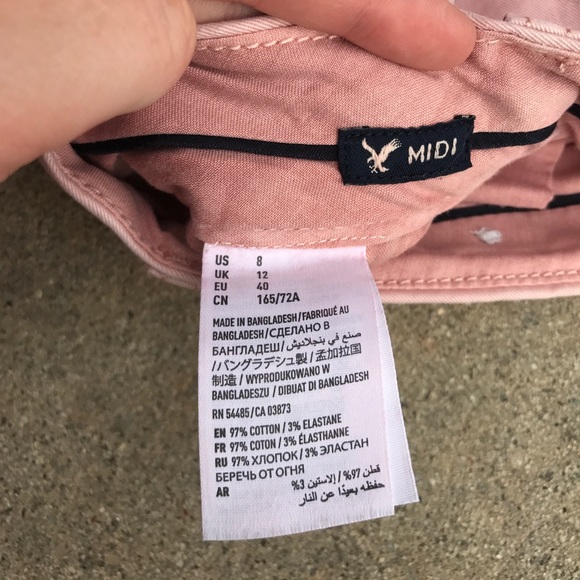 MIDI
US 8
UK 12
EU 40
CN 165/72A
MADE IN BANGLADESH/FABRIQUÉ AU
BANGLADESH/СДЕЛАНО В
БАНГЛАДЕШ/صنع في بنجلاديش
/バングラデシュ製/孟加拉国
制造/WYPRODUKOWANO W
BANGLADESZU/DIBUAT DI BANGLADESH
RN 54485/CA 03873
EN 97% COTTON/3% ELASTANE
FR 97% COTON/3% ÉLASTHANNE
RU 97% ХЛОПОК/3% ЭЛАСТАН
БЕРЕЧЬ ОТ ОГНЯ
AR قطن 97%/إلاستين 3%
حفظه بعيدًا عن النار